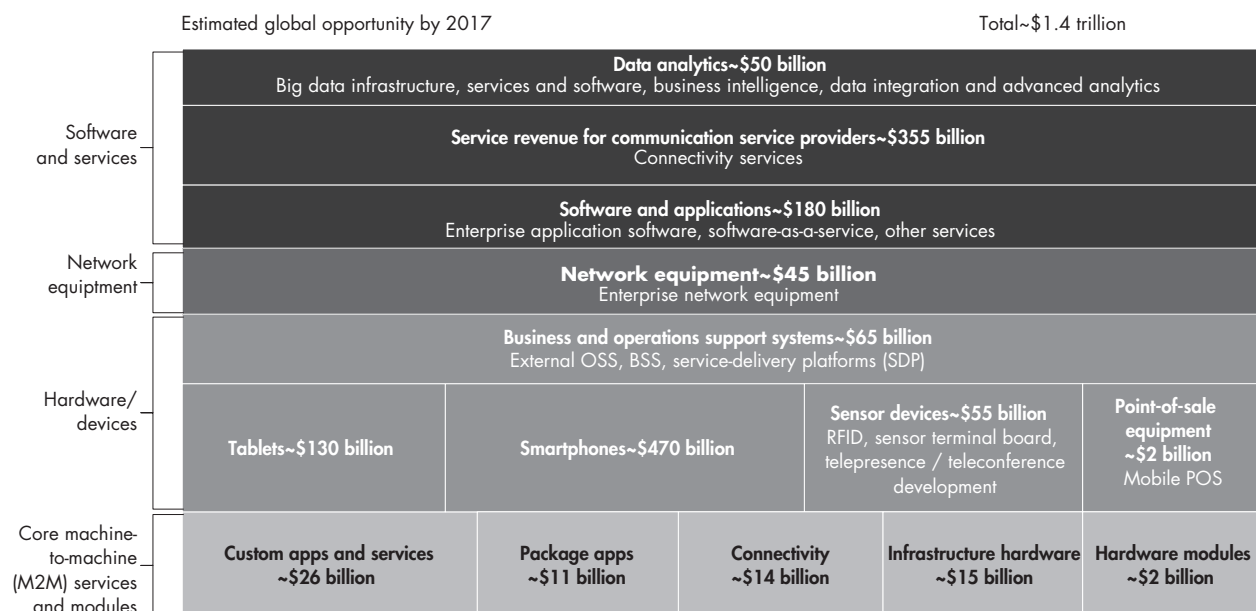 Estimated global opportunity by 2017
Total~$1.4 trillion
Software
and services
Data analytics~$50 billion
Big data infrastructure, services and software, business intelligence, data integration and advanced analytics
Service revenue for communication service providers~$355 billion
Connectivity services
Software and applications~$180 billion
Enterprise application software, software-as-a-service, other services
Network
equiptment
Network equipment~$45 billion
Enterprise network equipment
Hardware/
devices
Business and operations support systems~$65 billion
External OSS, BSS, service-delivery platforms (SDP)
Tablets~$130 billion
Smartphones~$470 billion
Sensor devices~$55 billion
RFID, sensor terminal board,
telepresence / teleconference
development
Point-of-sale
equipment
~$2 billion
Mobile POS
Core machine-
to-machine
(M2M) services
and modules
Custom apps and services
~$26 billion
Package apps
~$11 billion
Connectivity
~$14 billion
Infrastructure hardware
~$15 billion
Hardware modules
~$2 billion